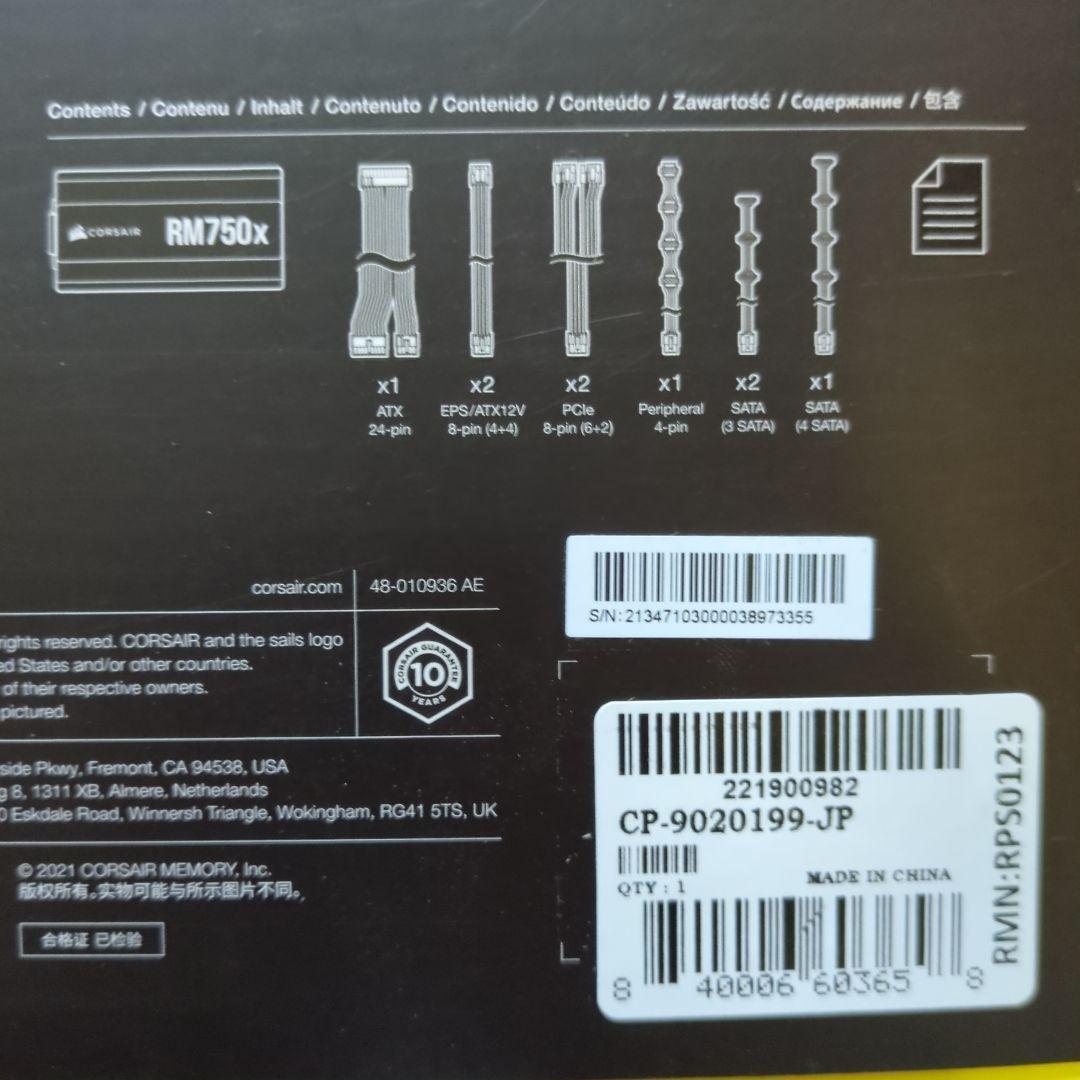 Contents / Contenu / Inhalt / Contenuto / Contenido / Conteúdo / Zawartość / Содержание / 包含
CORSAIR RM750x
x1 x2 x2 x1 x2 x1
ATX EPS/ATX12V PCIe Peripheral SATA SATA
24-pin 8-pin (4+4) 8-pin (6+2) 4-pin (3 SATA) (4 SATA)
corsair.com 48-010936 AE
S/N: 21347103000038973355
rights reserved. CORSAIR and the sails logo
ed States and/or other countries.
of their respective owners.
pictured.
CORSAIR GUARANTEE
10
YEARS
side Pkwy, Fremont, CA 94538, USA
g 8, 1311 XB, Almere, Netherlands
0 Eskdale Road, Winnersh Triangle, Wokingham, RG41 5TS, UK
© 2021 CORSAIR MEMORY, Inc.
版权所有。实物可能与所示图片不同。
合格证 已检验
221900982
CP-9020199-JP
QTY : 1 MADE IN CHINA
8 40006 60365 8
RMN:RPS0123